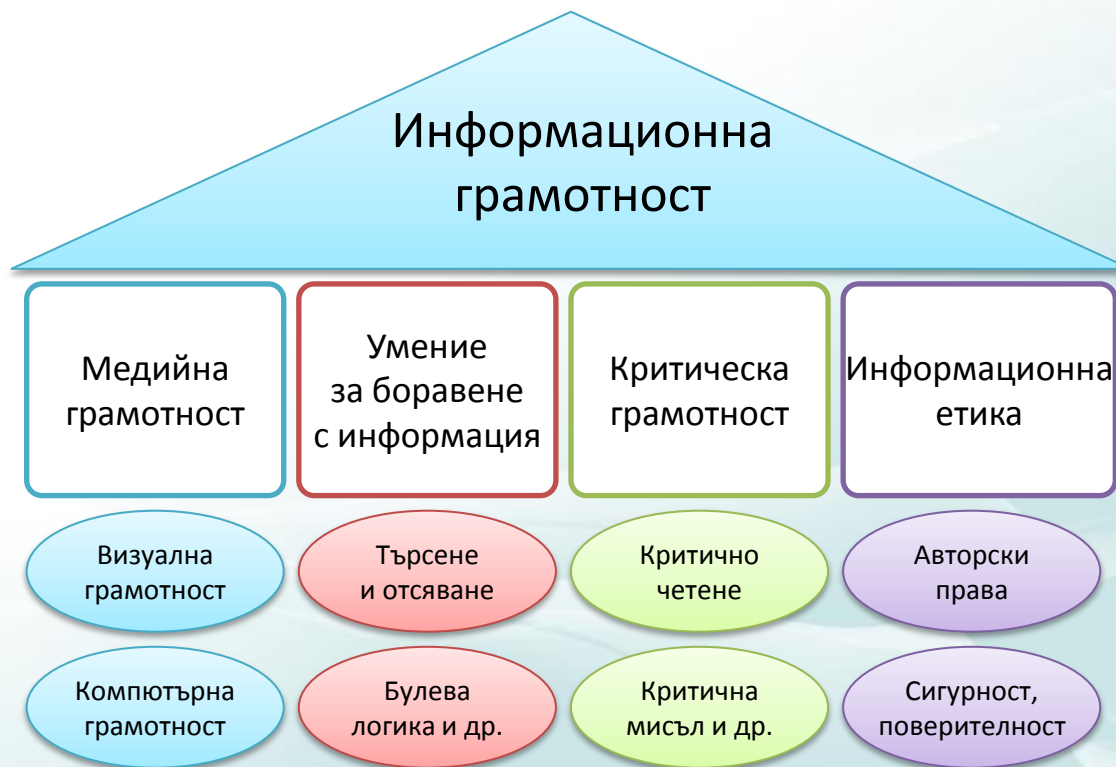 Информационна
грамотност
Медийна
грамотност
Умение
за боравене
с информация
Критическа
грамотност
Информационна
етика
Визуална
грамотност
Търсене
и отсяване
Критично
четене
Авторски
права
Компютърна
грамотност
Булева
логика и др.
Критична
мисъл и др.
Сигурност,
поверителност